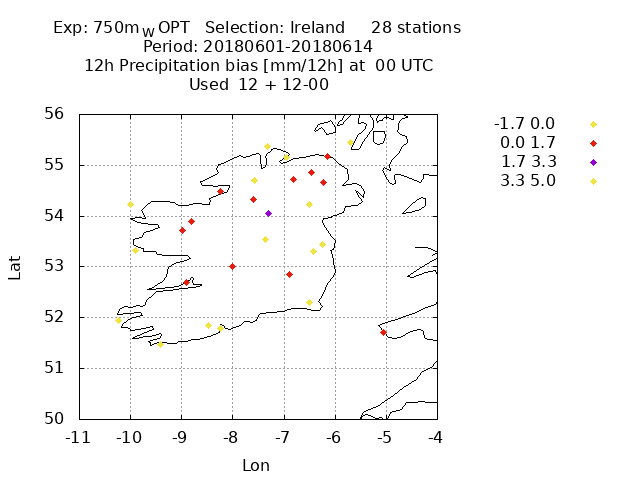 Exp: 750m_W OPT Selection: Ireland 28 stations
Period: 20180601-20180614
12h Precipitation bias [mm/12h] at 00 UTC
Used 12 + 12-00
-1.7 0.0
0.0 1.7
1.7 3.3
3.3 5.0
Lat
56
55
54
53
52
51
50
-11 -10 -9 -8 -7 -6 -5 -4
Lon